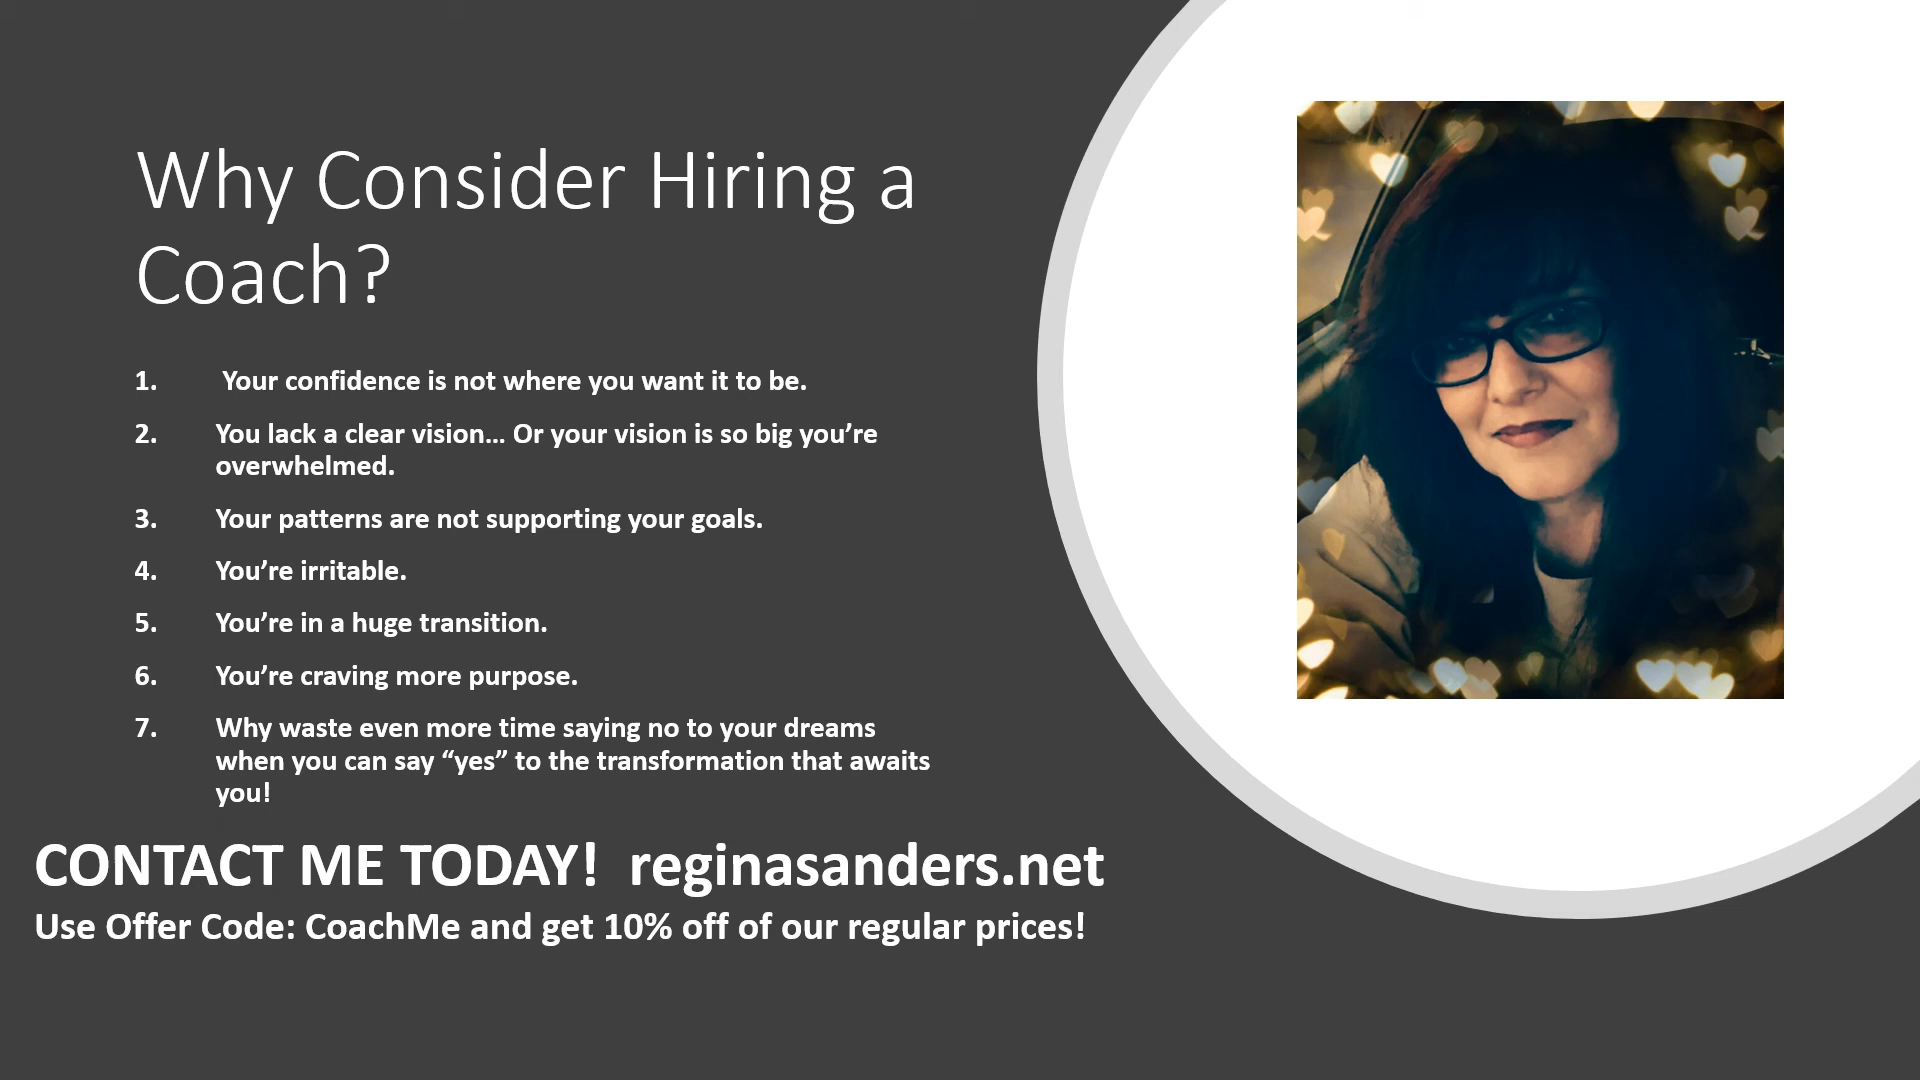 Why Consider Hiring a
Coach?
1. Your confidence is not where you want it to be.
2. You lack a clear vision... Or your vision is so big you’re
overwhelmed.
3. Your patterns are not supporting your goals.
4. You’re irritable.
5. You’re in a huge transition.
6. You’re craving more purpose.
7. Why waste even more time saying no to your dreams
when you can say “yes” to the transformation that awaits
you!
CONTACT ME TODAY! reginasanders.net
Use Offer Code: CoachMe and get 10% off of our regular prices!